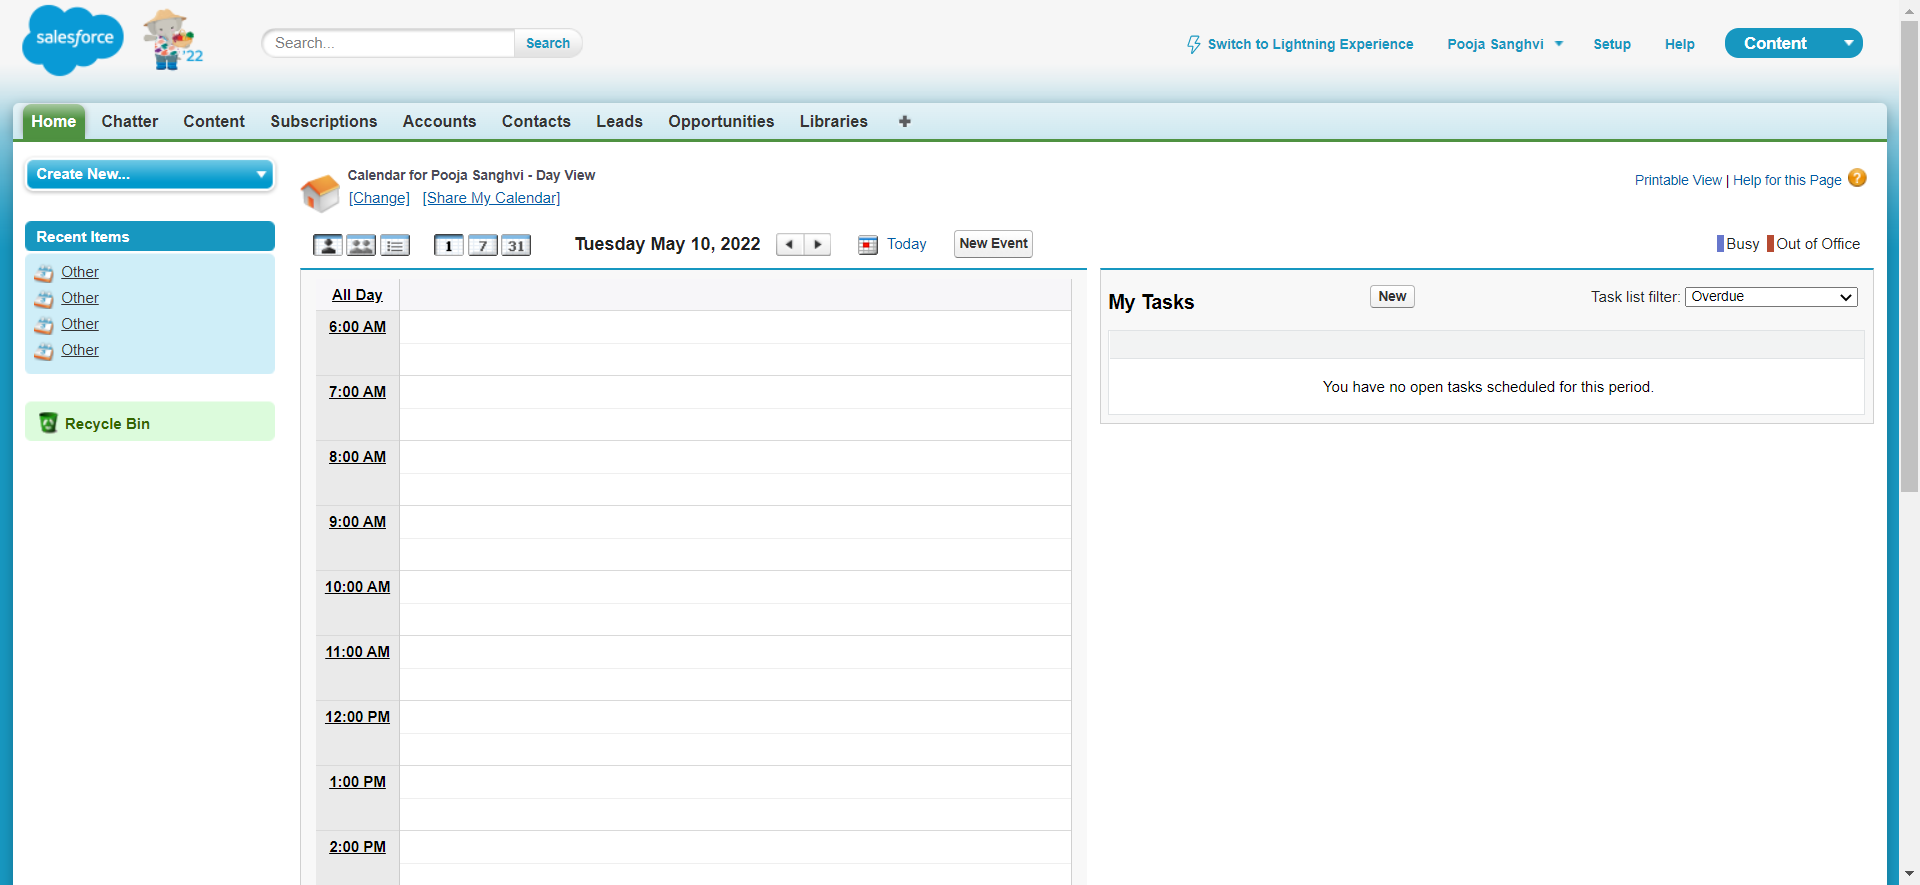 salesforce
'22
Search...
Search
Switch to Lightning Experience
Pooja Sanghvi
Setup
Help
Content
Home
Chatter
Content
Subscriptions
Accounts
Contacts
Leads
Opportunities
Libraries
+
Create New...
Recent Items
Other
Other
Other
Other
Recycle Bin
Calendar for Pooja Sanghvi - Day View
[Change] [Share My Calendar]
Printable View | Help for this Page ?
1 7 31
Tuesday May 10, 2022
Today
New Event
Busy Out of Office
All Day
6:00 AM
7:00 AM
8:00 AM
9:00 AM
10:00 AM
11:00 AM
12:00 PM
1:00 PM
2:00 PM
My Tasks
New
Task list filter: Overdue
You have no open tasks scheduled for this period.